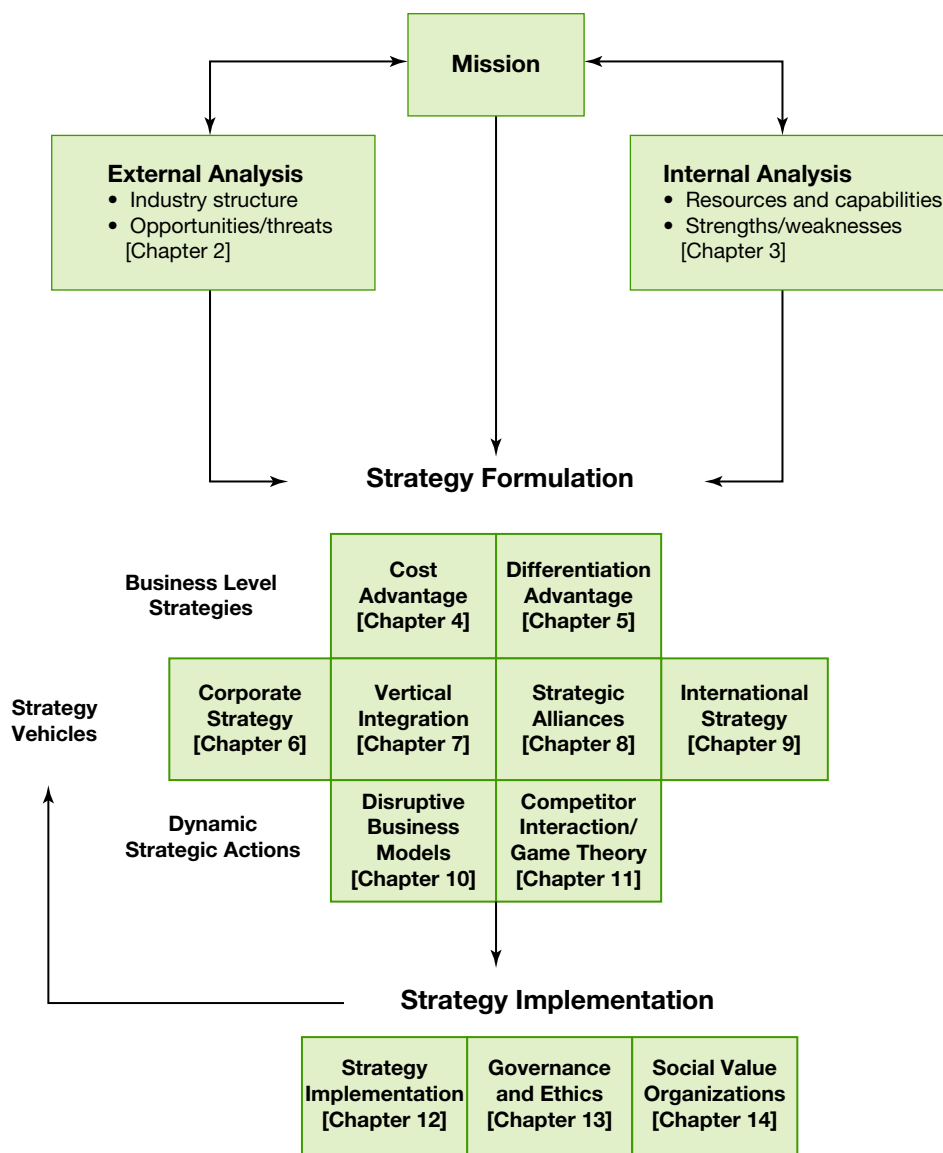 Mission
External Analysis
• Industry structure
• Opportunities/threats
[Chapter 2]
Internal Analysis
• Resources and capabilities
• Strengths/weaknesses
[Chapter 3]
Strategy Formulation
Business Level
Strategies
Cost
Advantage
[Chapter 4]
Differentiation
Advantage
[Chapter 5]
Strategy
Vehicles
Corporate
Strategy
[Chapter 6]
Vertical
Integration
[Chapter 7]
Strategic
Alliances
[Chapter 8]
International
Strategy
[Chapter 9]
Dynamic
Strategic Actions
Disruptive
Business
Models
[Chapter 10]
Competitor
Interaction/
Game Theory
[Chapter 11]
Strategy Implementation
Strategy
Implementation
[Chapter 12]
Governance
and Ethics
[Chapter 13]
Social Value
Organizations
[Chapter 14]